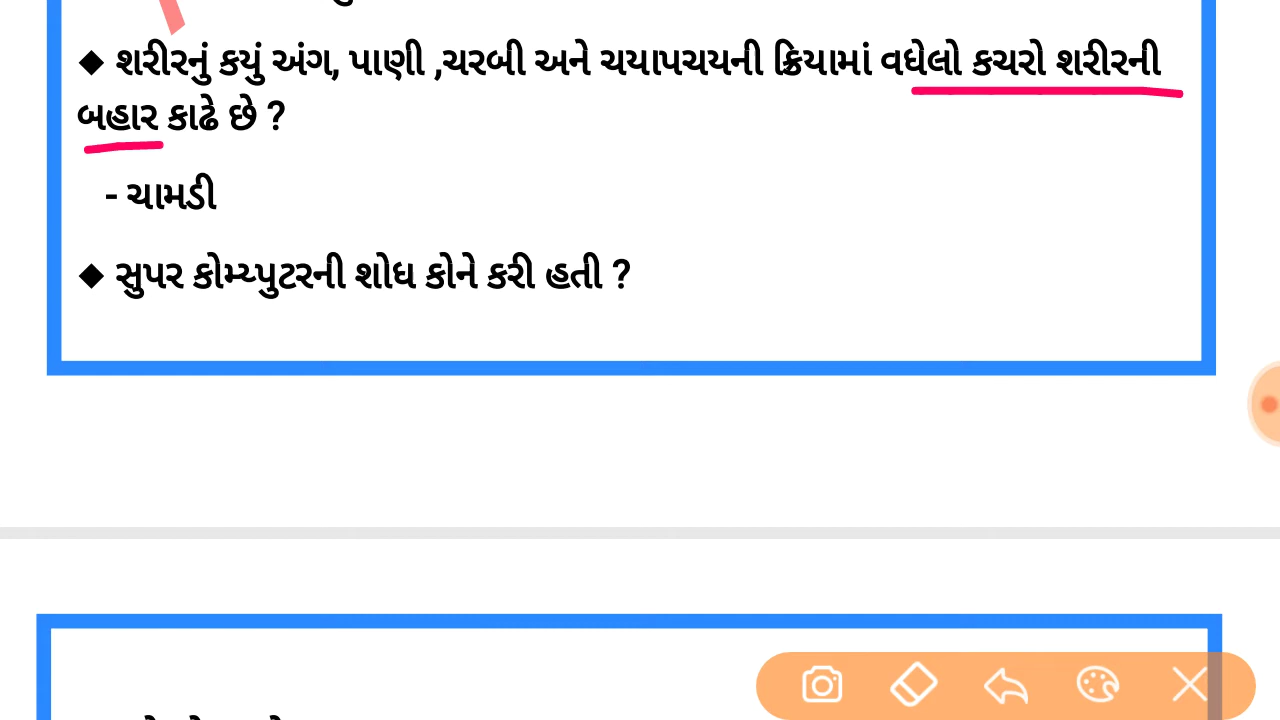 ◆ શરીરનું કયું અંગ, પાણી ,ચરબી અને ચયાપચયની ક્રિયામાં વધેલો કચરો શરીરની
બહાર કાઢે છે ?
- ચામડી
◆ સુપર કોમ્પ્યુટરની શોધ કોને કરી હતી ?